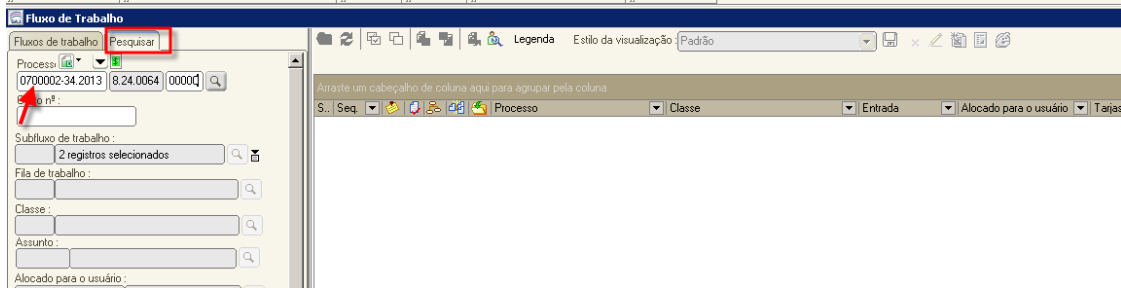 Fluxo de Trabalho
Fluxos de trabalho Pesquisar
Legenda Estilo da visualização : Padrão
Process
0700002-34.2013 8.24.0064 0000
Arraste um cabeçalho de coluna aqui para agrupar pela coluna
S.. Seq. Processo Classe Entrada Alocado para o usuário Tarjas
o nº :
Subfluxo de trabalho :
2 registros selecionados
Fila de trabalho :
Classe :
Assunto :
Alocado para o usuário :